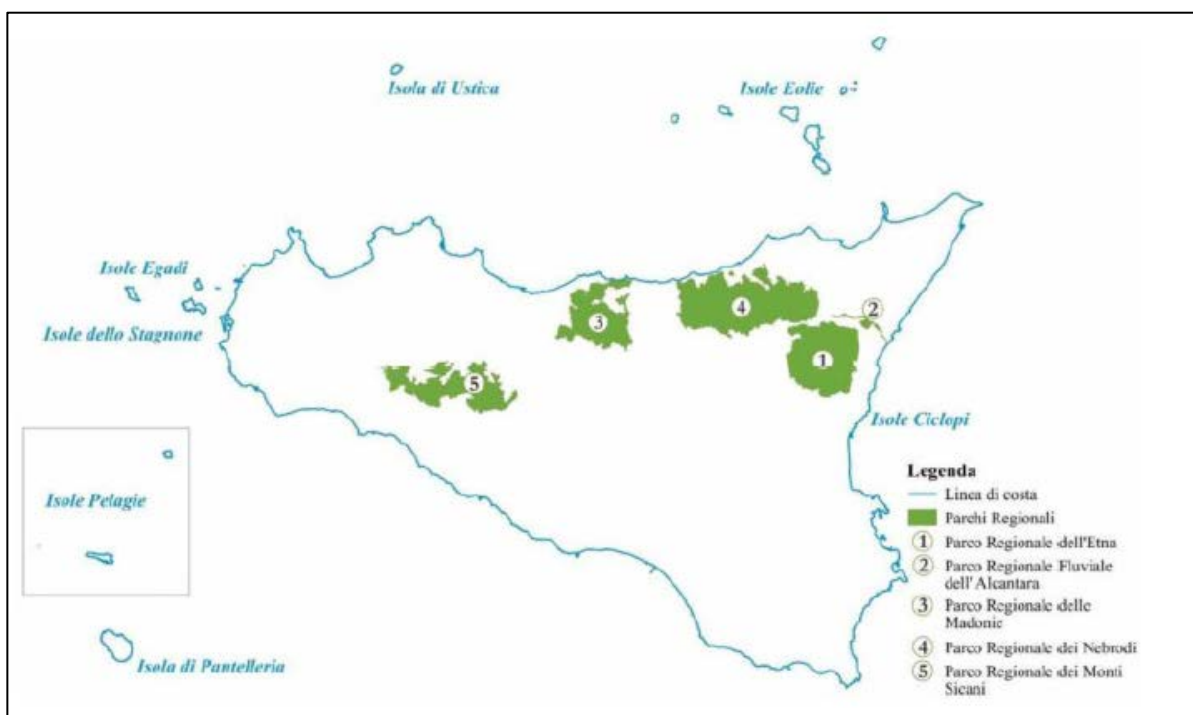 Isola di Ustica
Isole Eolie
Isole Egadi
Isole dello Stagnone
3
4
2
1
5
Isole Ciclopi
Isole Pelagie
Isola di Pantelleria
Legenda
Linea di costa
Parchi Regionali
1 Parco Regionale dell'Etna
2 Parco Regionale Fluviale
dell'Alcantara
3 Parco Regionale delle
Madonie
4 Parco Regionale dei Nebrodi
5 Parco Regionale dei Monti
Sicani